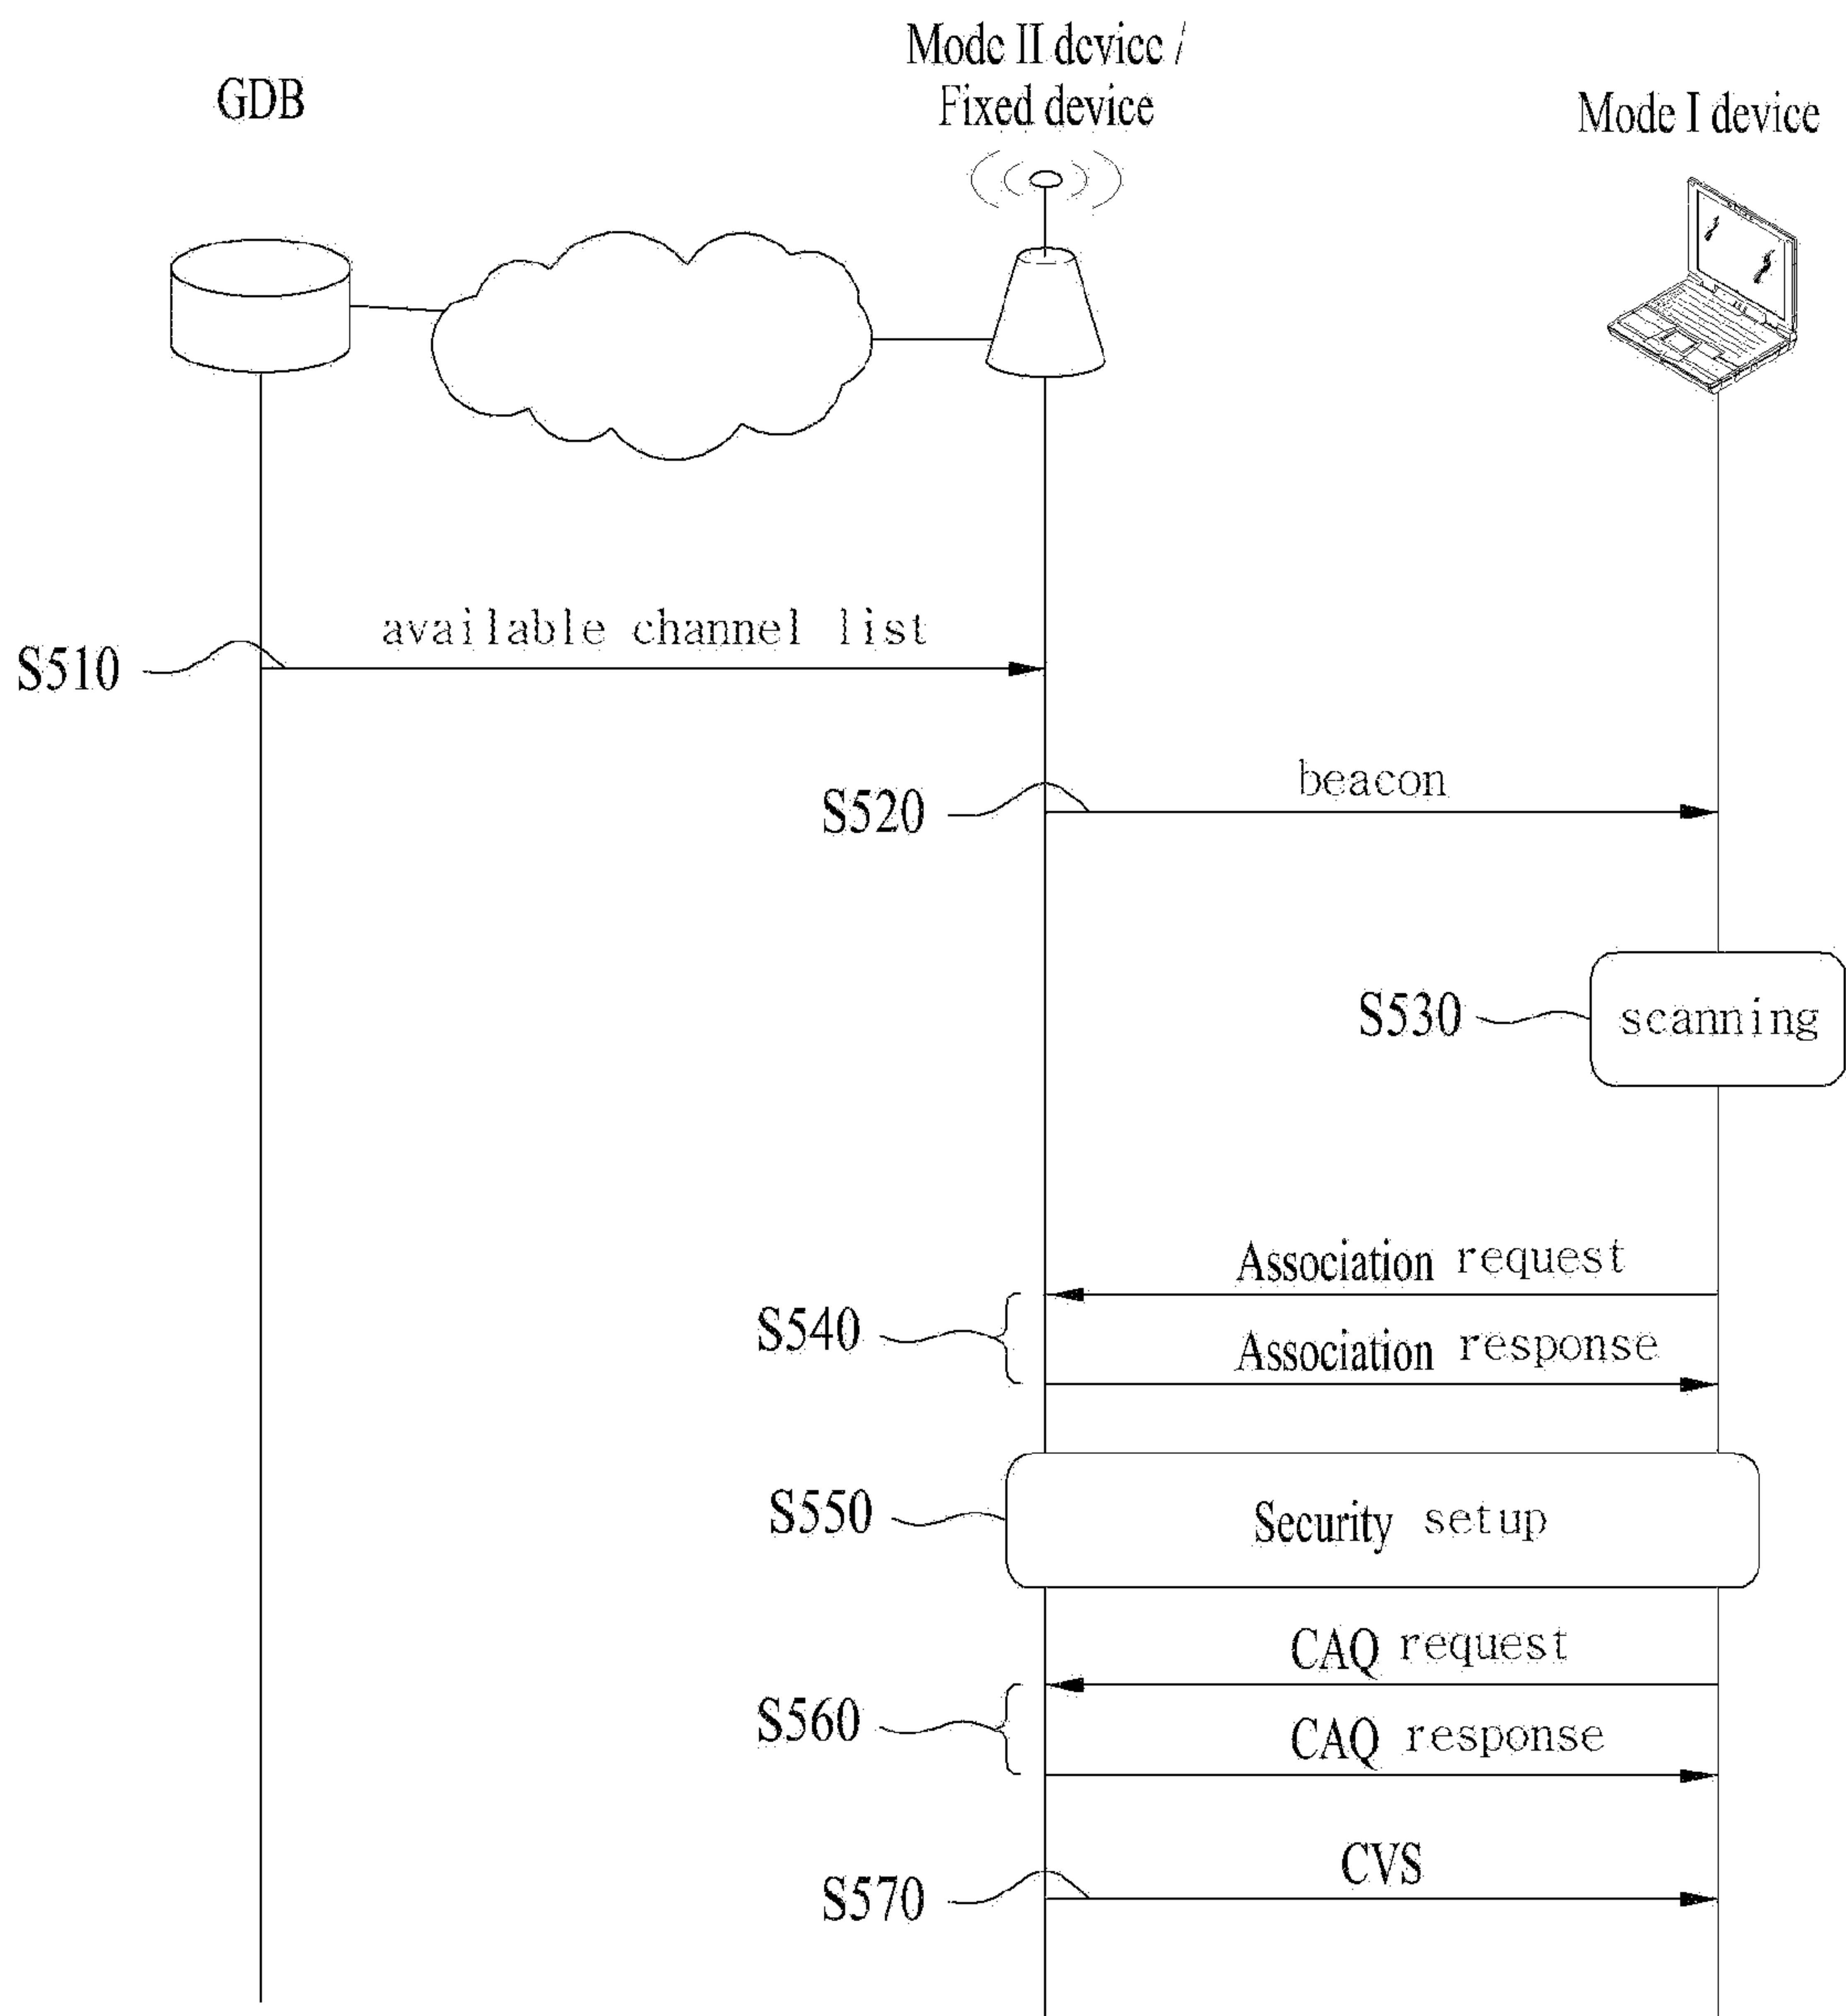 GDB
Mode II device /
Fixed device
Mode I device
available channel list
S510
beacon
S520
S530
scanning
Association request
S540
Association response
S550
Security setup
CAQ request
S560
CAQ response
CVS
S570